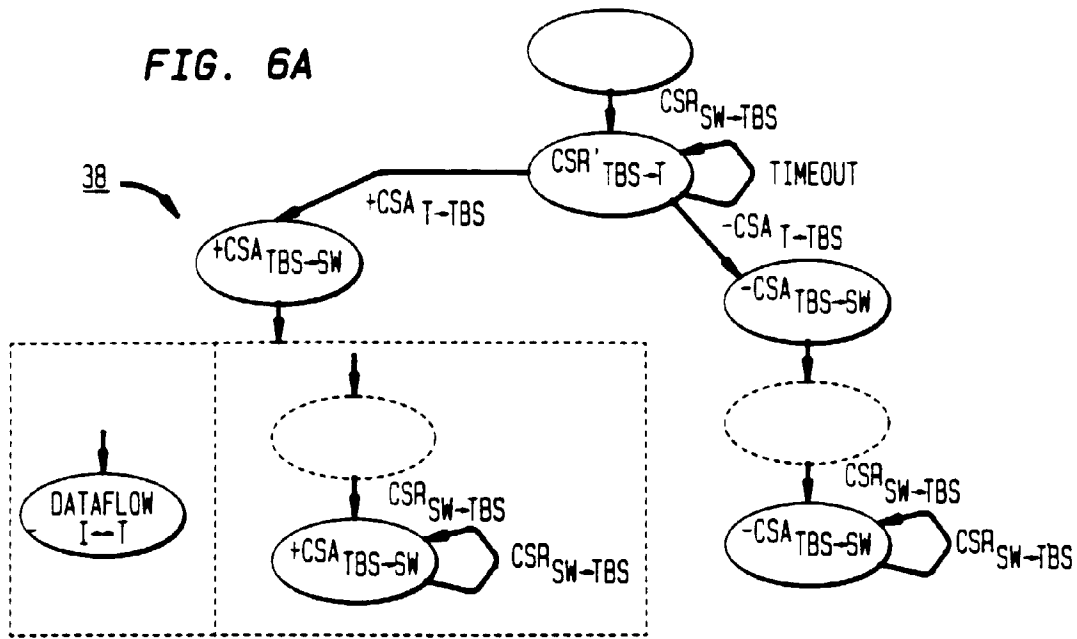 FIG. 6A
CSR SW→TBS
CSR' TBS→T
TIMEOUT
38
+CSA T→TBS
-CSA T→TBS
+CSA TBS→SW
-CSA TBS→SW
CSR SW→TBS
CSR SW→TBS
DATAFLOW
I↔T
+CSA TBS→SW
CSR SW→TBS
-CSA TBS→SW
CSR SW→TBS